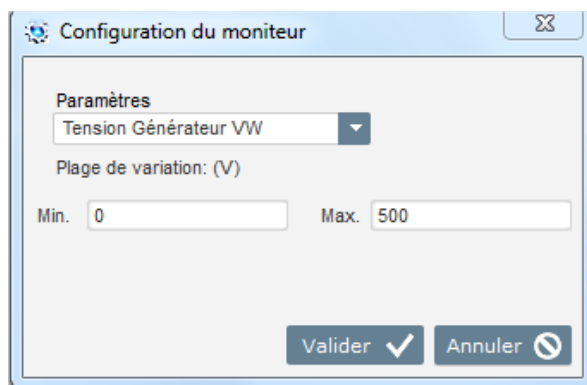 Configuration du moniteur
Paramètres
Tension Générateur VW
Plage de variation: (V)
Min. 0 Max. 500
Valider Annuler